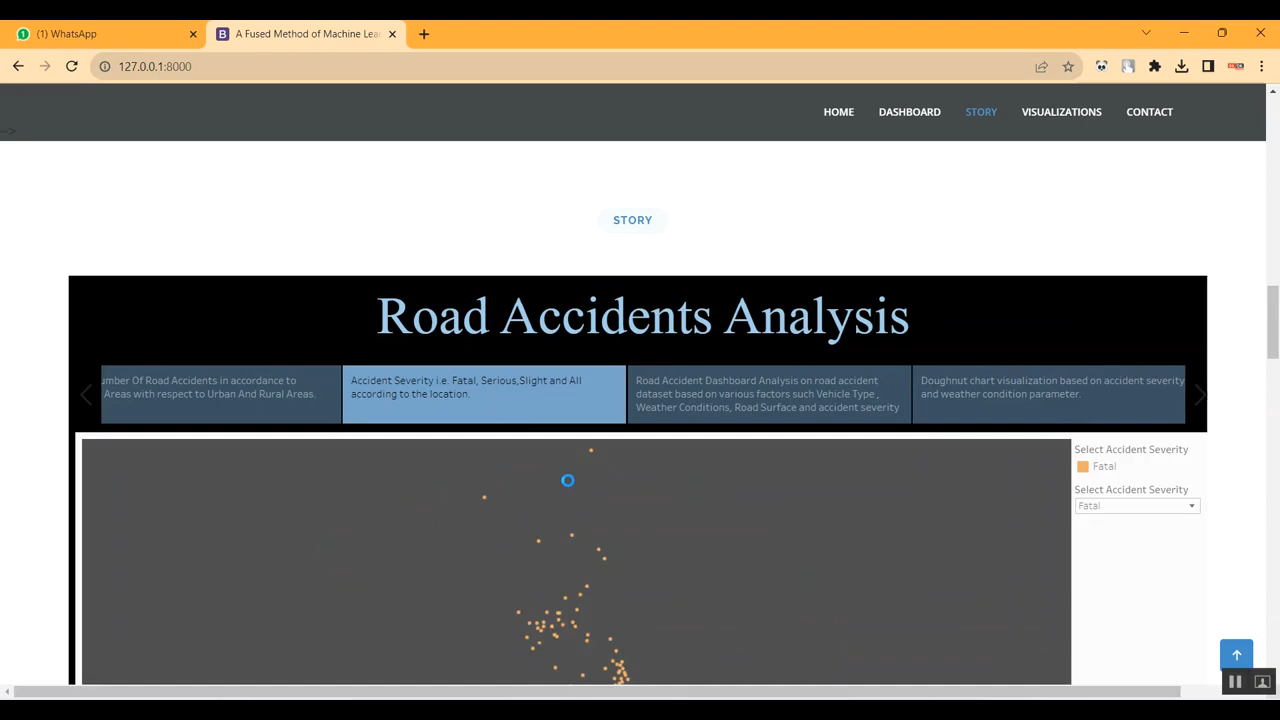 (1) WhatsApp
A Fused Method of Machine Lea
127.0.0.1:8000
HOME DASHBOARD STORY VISUALIZATIONS CONTACT
-->
STORY
Road Accidents Analysis
umber Of Road Accidents in accordance to
Areas with respect to Urban And Rural Areas.
Accident Severity i.e. Fatal, Serious,Slight and All
according to the location.
Road Accident Dashboard Analysis on road accident
dataset based on various factors such Vehicle Type ,
Weather Conditions, Road Surface and accident severity
Doughnut chart visualization based on accident severity
and weather condition parameter.
Select Accident Severity
Fatal
Select Accident Severity
Fatal